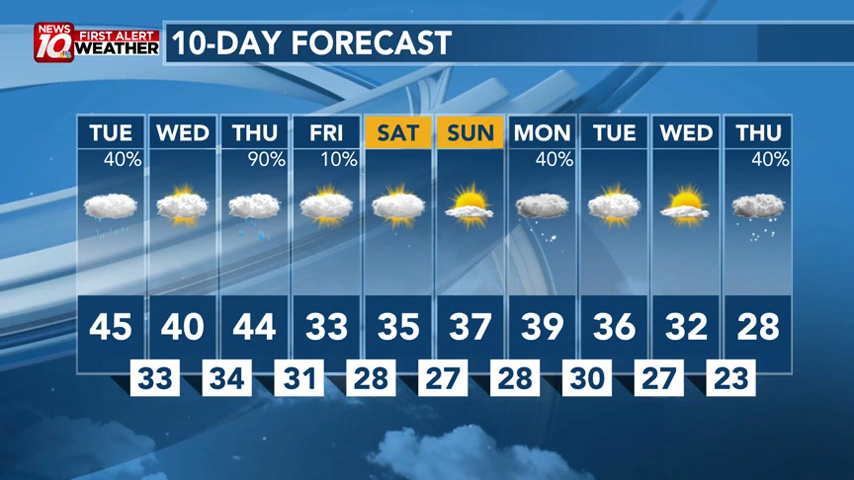 NEWS
10
FIRST ALERT
WEATHER
10-DAY FORECAST
TUE WED THU FRI SAT SUN MON TUE WED THU
40% 90% 10% 40% 40%
45 40 44 33 35 37 39 36 32 28
33 34 31 28 27 28 30 27 23